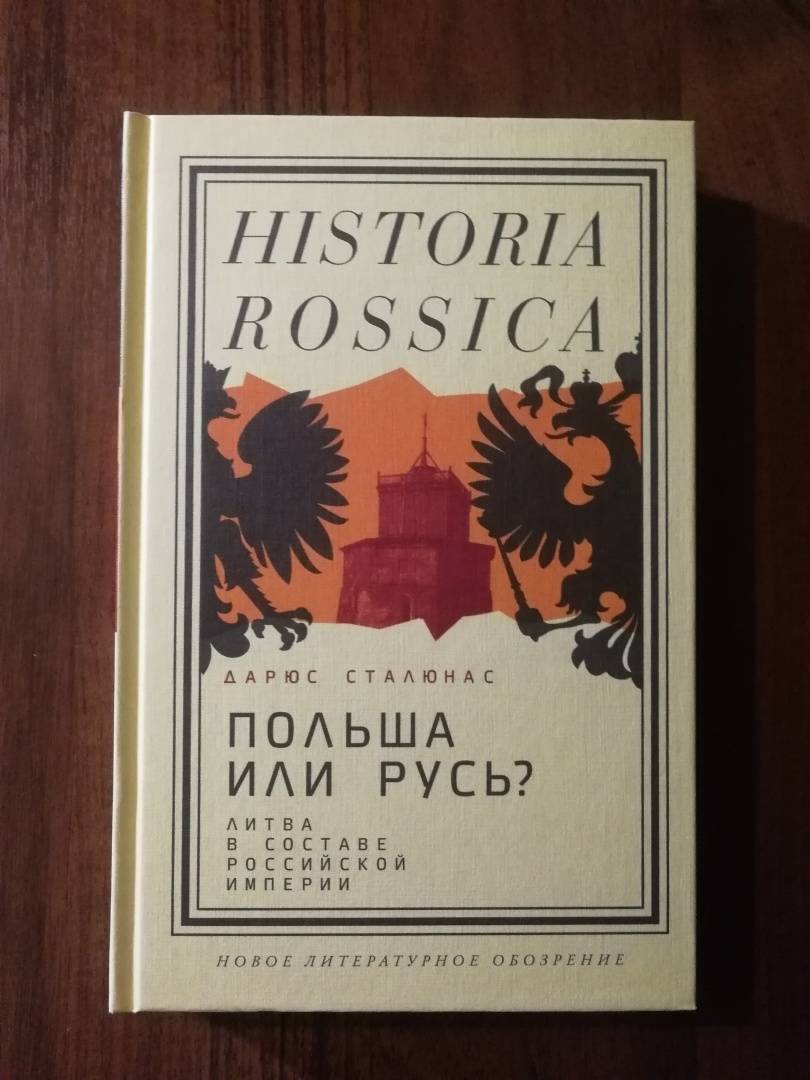 HISTORIA
ROSSICA
ДАРЮС СТАЛЮНАС
ПОЛЬША
ИЛИ РУСЬ?
ЛИТВА
В СОСТАВЕ
РОССИЙСКОЙ
ИМПЕРИИ
НОВОЕ ЛИТЕРАТУРНОЕ ОБОЗРЕНИЕ